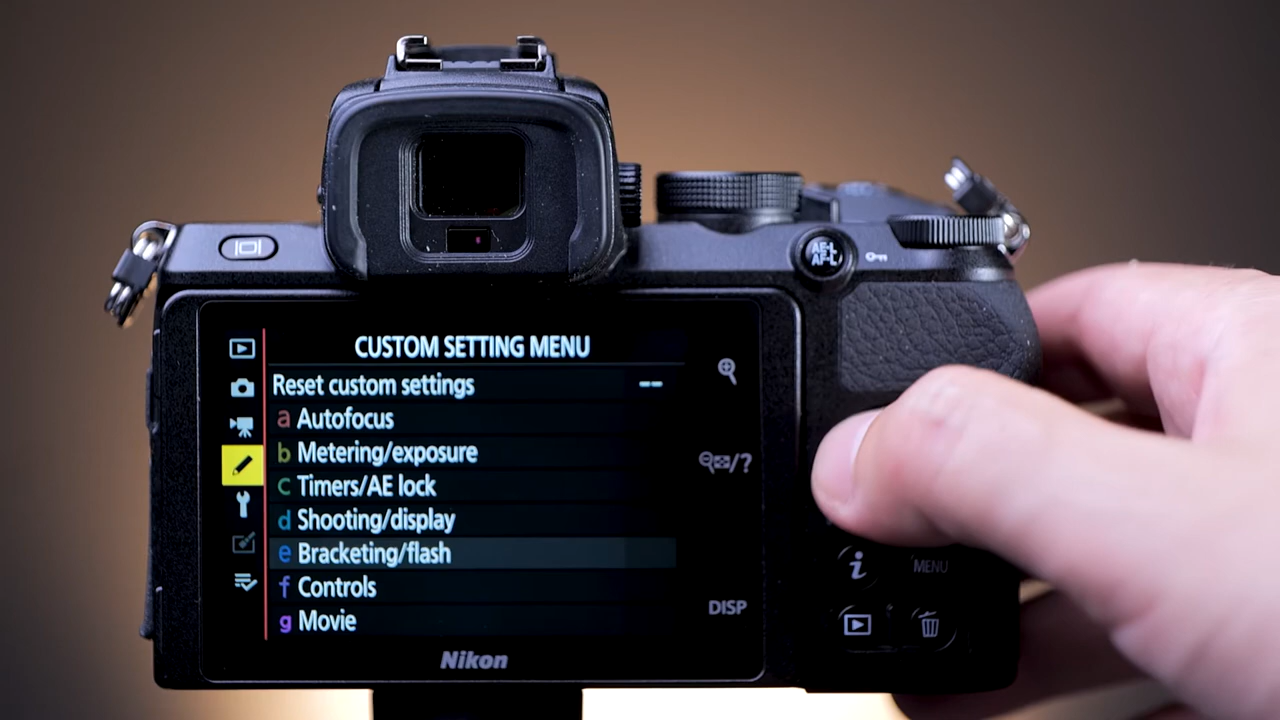 AE-L
AF-L
CUSTOM SETTING MENU
Reset custom settings --
a Autofocus
b Metering/exposure
c Timers/AE lock
d Shooting/display
e Bracketing/flash
f Controls
g Movie
/?
DISP
i
MENU
Nikon